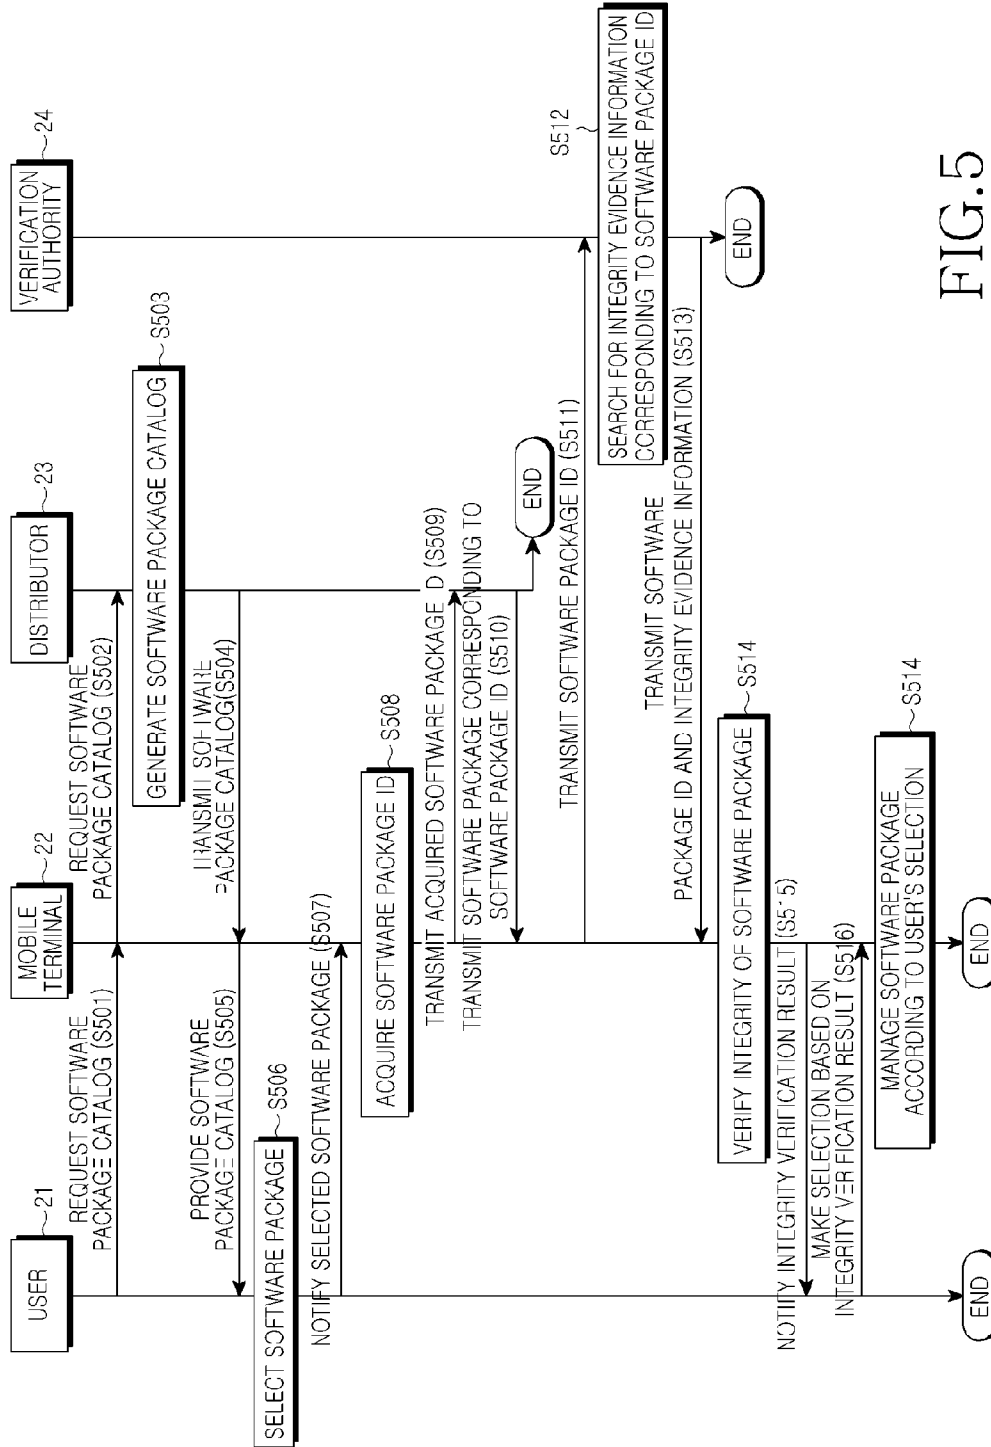 USER
21
MOBILE
TERMINAL
22
DISTRIBUTOR
23
VERIFICATION
AUTHORITY
24
REQUEST SOFTWARE
PACKAGE CATALOG (S501)
REQUEST SOFTWARE
PACKAGE CATALOG (S502)
GENERATE SOFTWARE PACKAGE CATALOG
S503
TRANSMIT SOFTWARE
PACKAGE CATALOG(S504)
PROVIDE SOFTWARE
PACKAGE CATALOG (S505)
SELECT SOFTWARE PACKAGE
S506
NOTIFY SELECTED SOFTWARE PACKAGE (S507)
ACQUIRE SOFTWARE PACKAGE ID
S508
TRANSMIT ACQUIRED SOFTWARE PACKAGE ID (S509)
TRANSMIT SOFTWARE PACKAGE CORRESPONDING TO
SOFTWARE PACKAGE ID (S510)
END
TRANSMIT SOFTWARE PACKAGE ID (S511)
S512
SEARCH FOR INTEGRITY EVIDENCE INFORMATION
CORRESPONDING TO SOFTWARE PACKAGE ID
TRANSMIT SOFTWARE
PACKAGE ID AND INTEGRITY EVIDENCE INFORMATION (S513)
END
VERIFY INTEGRITY OF SOFTWARE PACKAGE
S514
NOTIFY INTEGRITY VERIFICATION RESULT (S515)
MAKE SELECTION BASED ON
INTEGRITY VERIFICATION RESULT (S516)
MANAGE SOFTWARE PACKAGE
ACCORDING TO USER'S SELECTION
S514
END
END
FIG.5